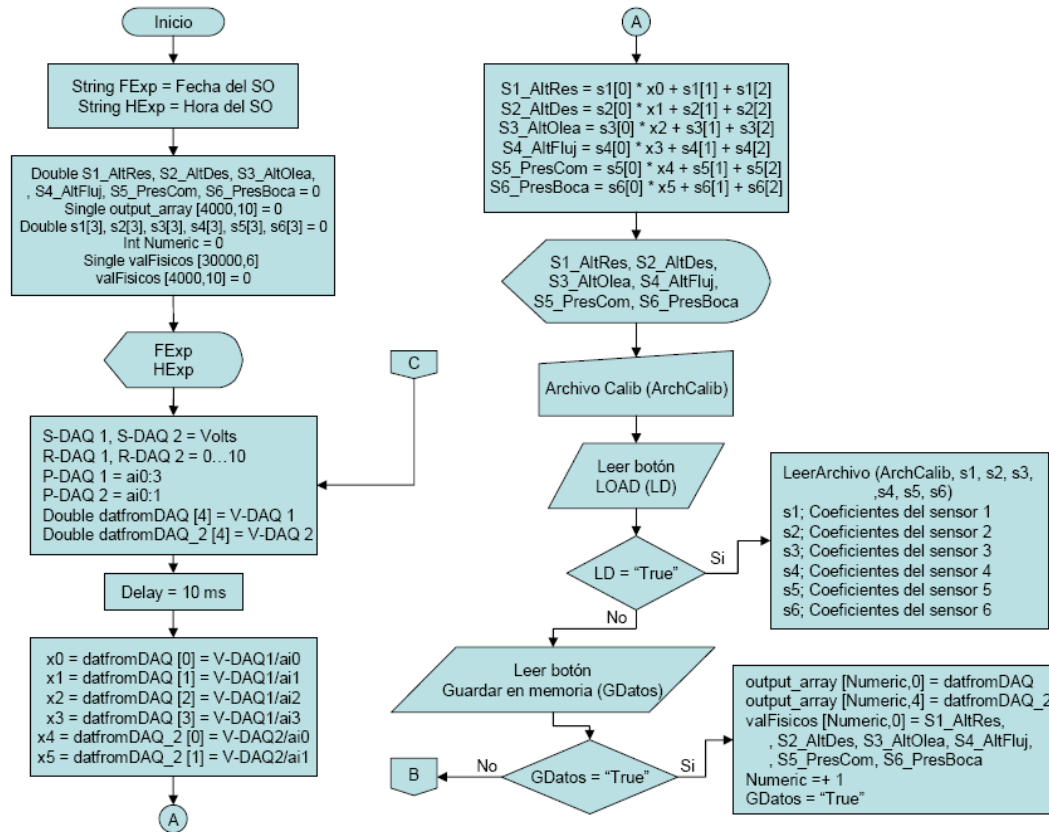 Inicio
String FExp = Fecha del SO
String HExp = Hora del SO
Double S1_AltRes, S2_AltDes, S3_AltOlea,
, S4_AltFluj, S5_PresCom, S6_PresBoca = 0
Single output_array [4000,10] = 0
Double s1[3], s2[3], s3[3], s4[3], s5[3], s6[3] = 0
Int Numeric = 0
Single valFisicos [30000,6]
valFisicos [4000,10] = 0
FExp
HExp
C
S-DAQ 1, S-DAQ 2 = Volts
R-DAQ 1, R-DAQ 2 = 0…10
P-DAQ 1 = ai0:3
P-DAQ 2 = ai0:1
Double datfromDAQ [4] = V-DAQ 1
Double datfromDAQ_2 [4] = V-DAQ 2
Delay = 10 ms
x0 = datfromDAQ [0] = V-DAQ1/ai0
x1 = datfromDAQ [1] = V-DAQ1/ai1
x2 = datfromDAQ [2] = V-DAQ1/ai2
x3 = datfromDAQ [3] = V-DAQ1/ai3
x4 = datfromDAQ_2 [0] = V-DAQ2/ai0
x5 = datfromDAQ_2 [1] = V-DAQ2/ai1
A
A
S1_AltRes = s1[0] * x0 + s1[1] + s1[2]
S2_AltDes = s2[0] * x1 + s2[1] + s2[2]
S3_AltOlea = s3[0] * x2 + s3[1] + s3[2]
S4_AltFluj = s4[0] * x3 + s4[1] + s4[2]
S5_PresCom = s5[0] * x4 + s5[1] + s5[2]
S6_PresBoca = s6[0] * x5 + s6[1] + s6[2]
S1_AltRes, S2_AltDes,
S3_AltOlea, S4_AltFluj,
S5_PresCom, S6_PresBoca
Archivo Calib (ArchCalib)
Leer botón
LOAD (LD)
LD = “True”
Si
LeerArchivo (ArchCalib, s1, s2, s3,
,s4, s5, s6)
s1; Coeficientes del sensor 1
s2; Coeficientes del sensor 2
s3; Coeficientes del sensor 3
s4; Coeficientes del sensor 4
s5; Coeficientes del sensor 5
s6; Coeficientes del sensor 6
No
Leer botón
Guardar en memoria (GDatos)
GDatos = “True”
No
B
Si
output_array [Numeric,0] = datfromDAQ
output_array [Numeric,4] = datfromDAQ_2
valFisicos [Numeric,0] = S1_AltRes,
, S2_AltDes, S3_AltOlea, S4_AltFluj,
, S5_PresCom, S6_PresBoca
Numeric =+ 1
GDatos = “True”